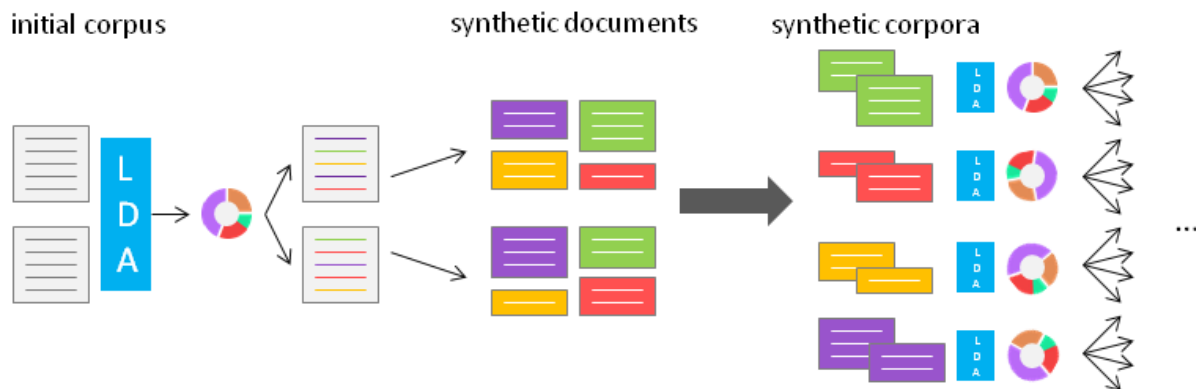 initial corpus
synthetic documents
synthetic corpora
L
D
A
L
D
A
L
D
A
L
D
A
L
D
A
...